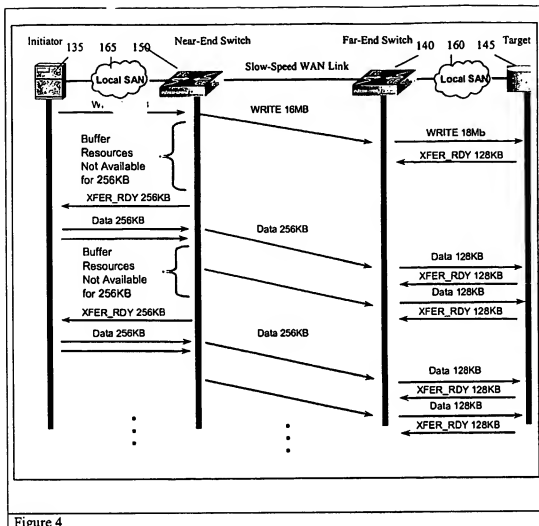 Initiator 135 165 150 Near-End Switch Far-End Switch 140 160 145 Target
Local SAN Slow-Speed WAN Link Local SAN
WRITE 16MB
WRITE 18Mb
Buffer
Resources
Not Available
for 256KB
XFER_RDY 128KB
XFER_RDY 256KB
Data 256KB
Data 256KB
Buffer
Resources
Not Available
for 256KB
Data 128KB
XFER_RDY 128KB
Data 128KB
XFER_RDY 128KB
XFER_RDY 256KB
Data 256KB
Data 256KB
Data 128KB
XFER_RDY 128KB
Data 128KB
XFER_RDY 128KB
Figure 4